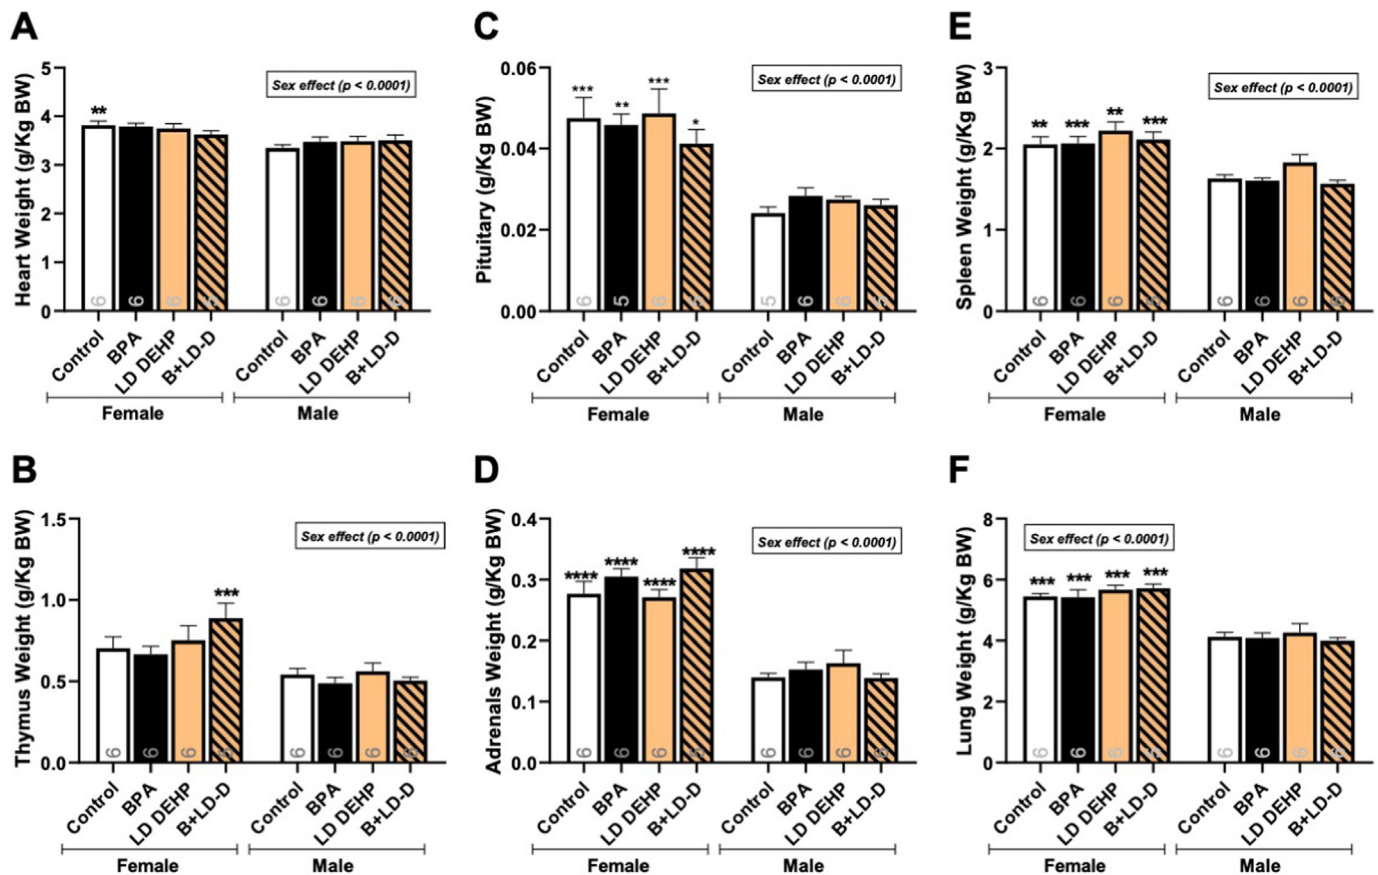 A
Heart Weight (g/Kg BW)
5
4
3
2
1
0
Sex effect (p < 0.0001)
**
6 6 6 5 6 6 6 6
Control BPA LD DEHP B+LD-D Control BPA LD DEHP B+LD-D
Female Male
C
Pituitary (g/Kg BW)
0.06
0.04
0.02
0.00
Sex effect (p < 0.0001)
*** ** *** *
6 5 6 5 5 6 6 5
Control BPA LD DEHP B+LD-D Control BPA LD DEHP B+LD-D
Female Male
E
Spleen Weight (g/Kg BW)
3
2
1
0
Sex effect (p < 0.0001)
** *** ** ***
6 6 6 5 6 6 6 6
Control BPA LD DEHP B+LD-D Control BPA LD DEHP B+LD-D
Female Male
B
Thymus Weight (g/Kg BW)
1.5
1.0
0.5
0.0
Sex effect (p < 0.0001)
***
6 6 6 5 6 6 6 6
Control BPA LD DEHP B+LD-D Control BPA LD DEHP B+LD-D
Female Male
D
Adrenals Weight (g/Kg BW)
0.4
0.3
0.2
0.1
0.0
Sex effect (p < 0.0001)
**** **** **** ****
6 6 6 5 6 6 6 6
Control BPA LD DEHP B+LD-D Control BPA LD DEHP B+LD-D
Female Male
F
Lung Weight (g/Kg BW)
8
6
4
2
0
Sex effect (p < 0.0001)
*** *** *** ***
6 6 6 5 6 6 6 6
Control BPA LD DEHP B+LD-D Control BPA LD DEHP B+LD-D
Female Male